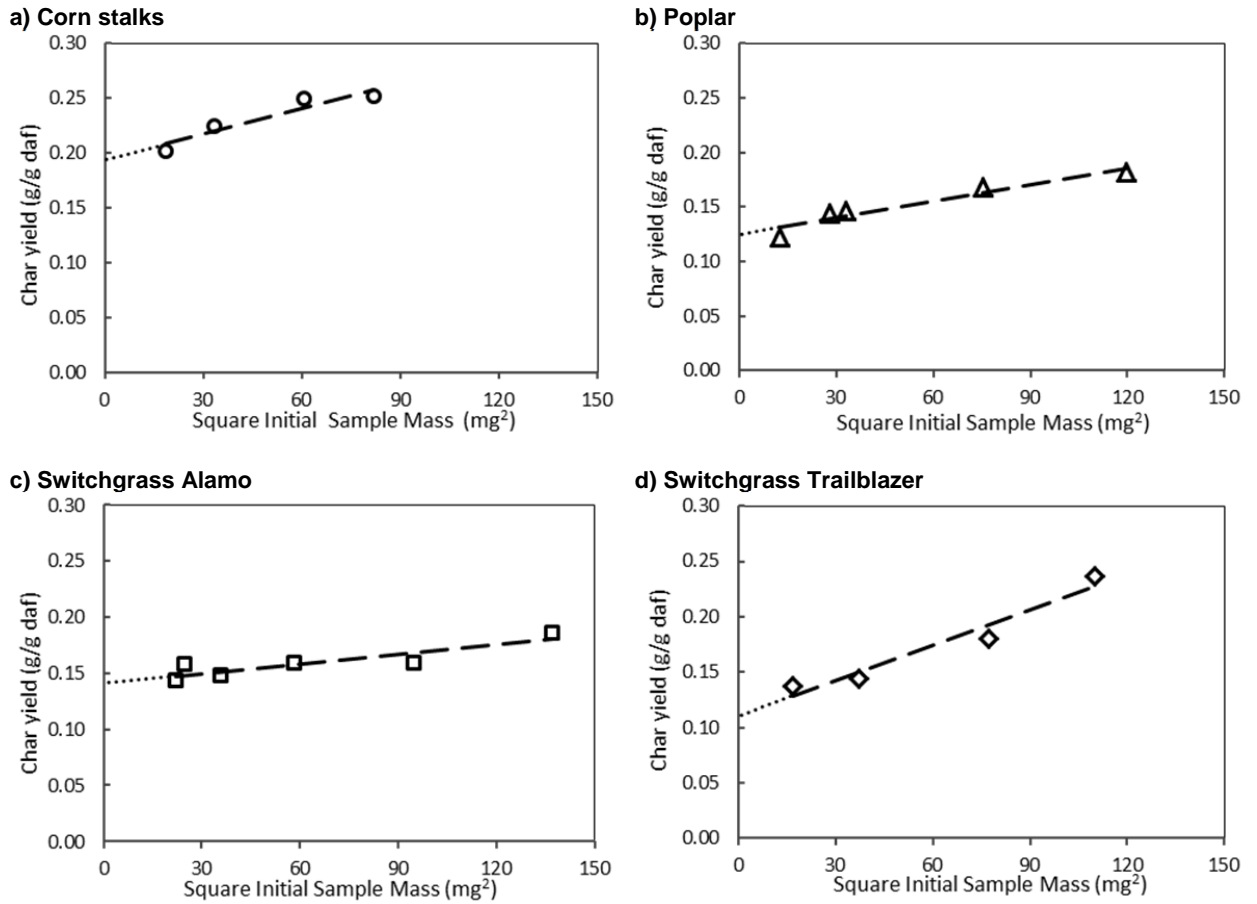 a) Corn stalks
0.30
0.25
0.20
0.15
0.10
0.05
0.00
Char yield (g/g daf)
0 30 60 90 120 150
Square Initial Sample Mass (mg²)
b) Poplar
0.30
0.25
0.20
0.15
0.10
0.05
0.00
Char yield (g/g daf)
0 30 60 90 120 150
Square Initial Sample Mass (mg²)
c) Switchgrass Alamo
0.30
0.25
0.20
0.15
0.10
0.05
0.00
Char yield (g/g daf)
0 30 60 90 120 150
Square Initial Sample Mass (mg²)
d) Switchgrass Trailblazer
0.30
0.25
0.20
0.15
0.10
0.05
0.00
Char yield (g/g daf)
0 30 60 90 120 150
Square Initial Sample Mass (mg²)